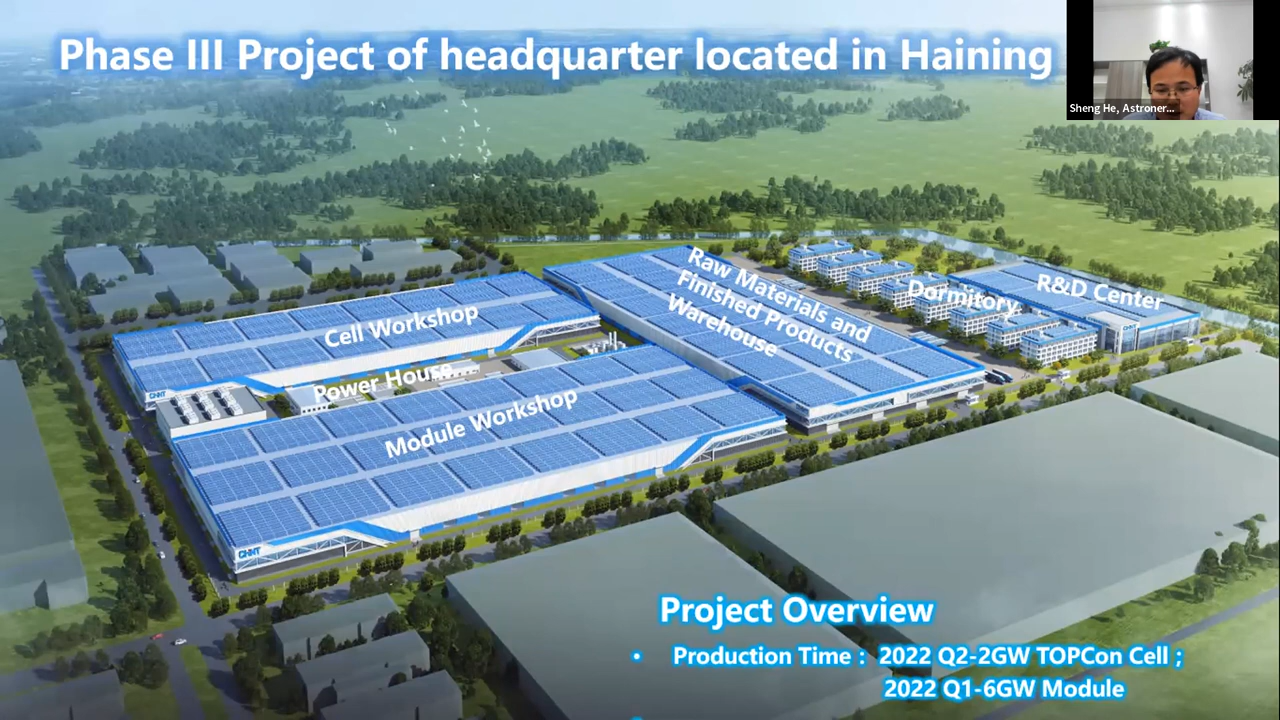 Phase III Project of headquarter located in Haining
Sheng He, Astroner...
Raw Materials and
Finished Products
Warehouse
Dormitory
R&D Center
CHNT
Cell Workshop
CHNT
Power House
Module Workshop
CHNT
Project Overview
• Production Time : 2022 Q2-2GW TOPCon Cell ;
2022 Q1-6GW Module